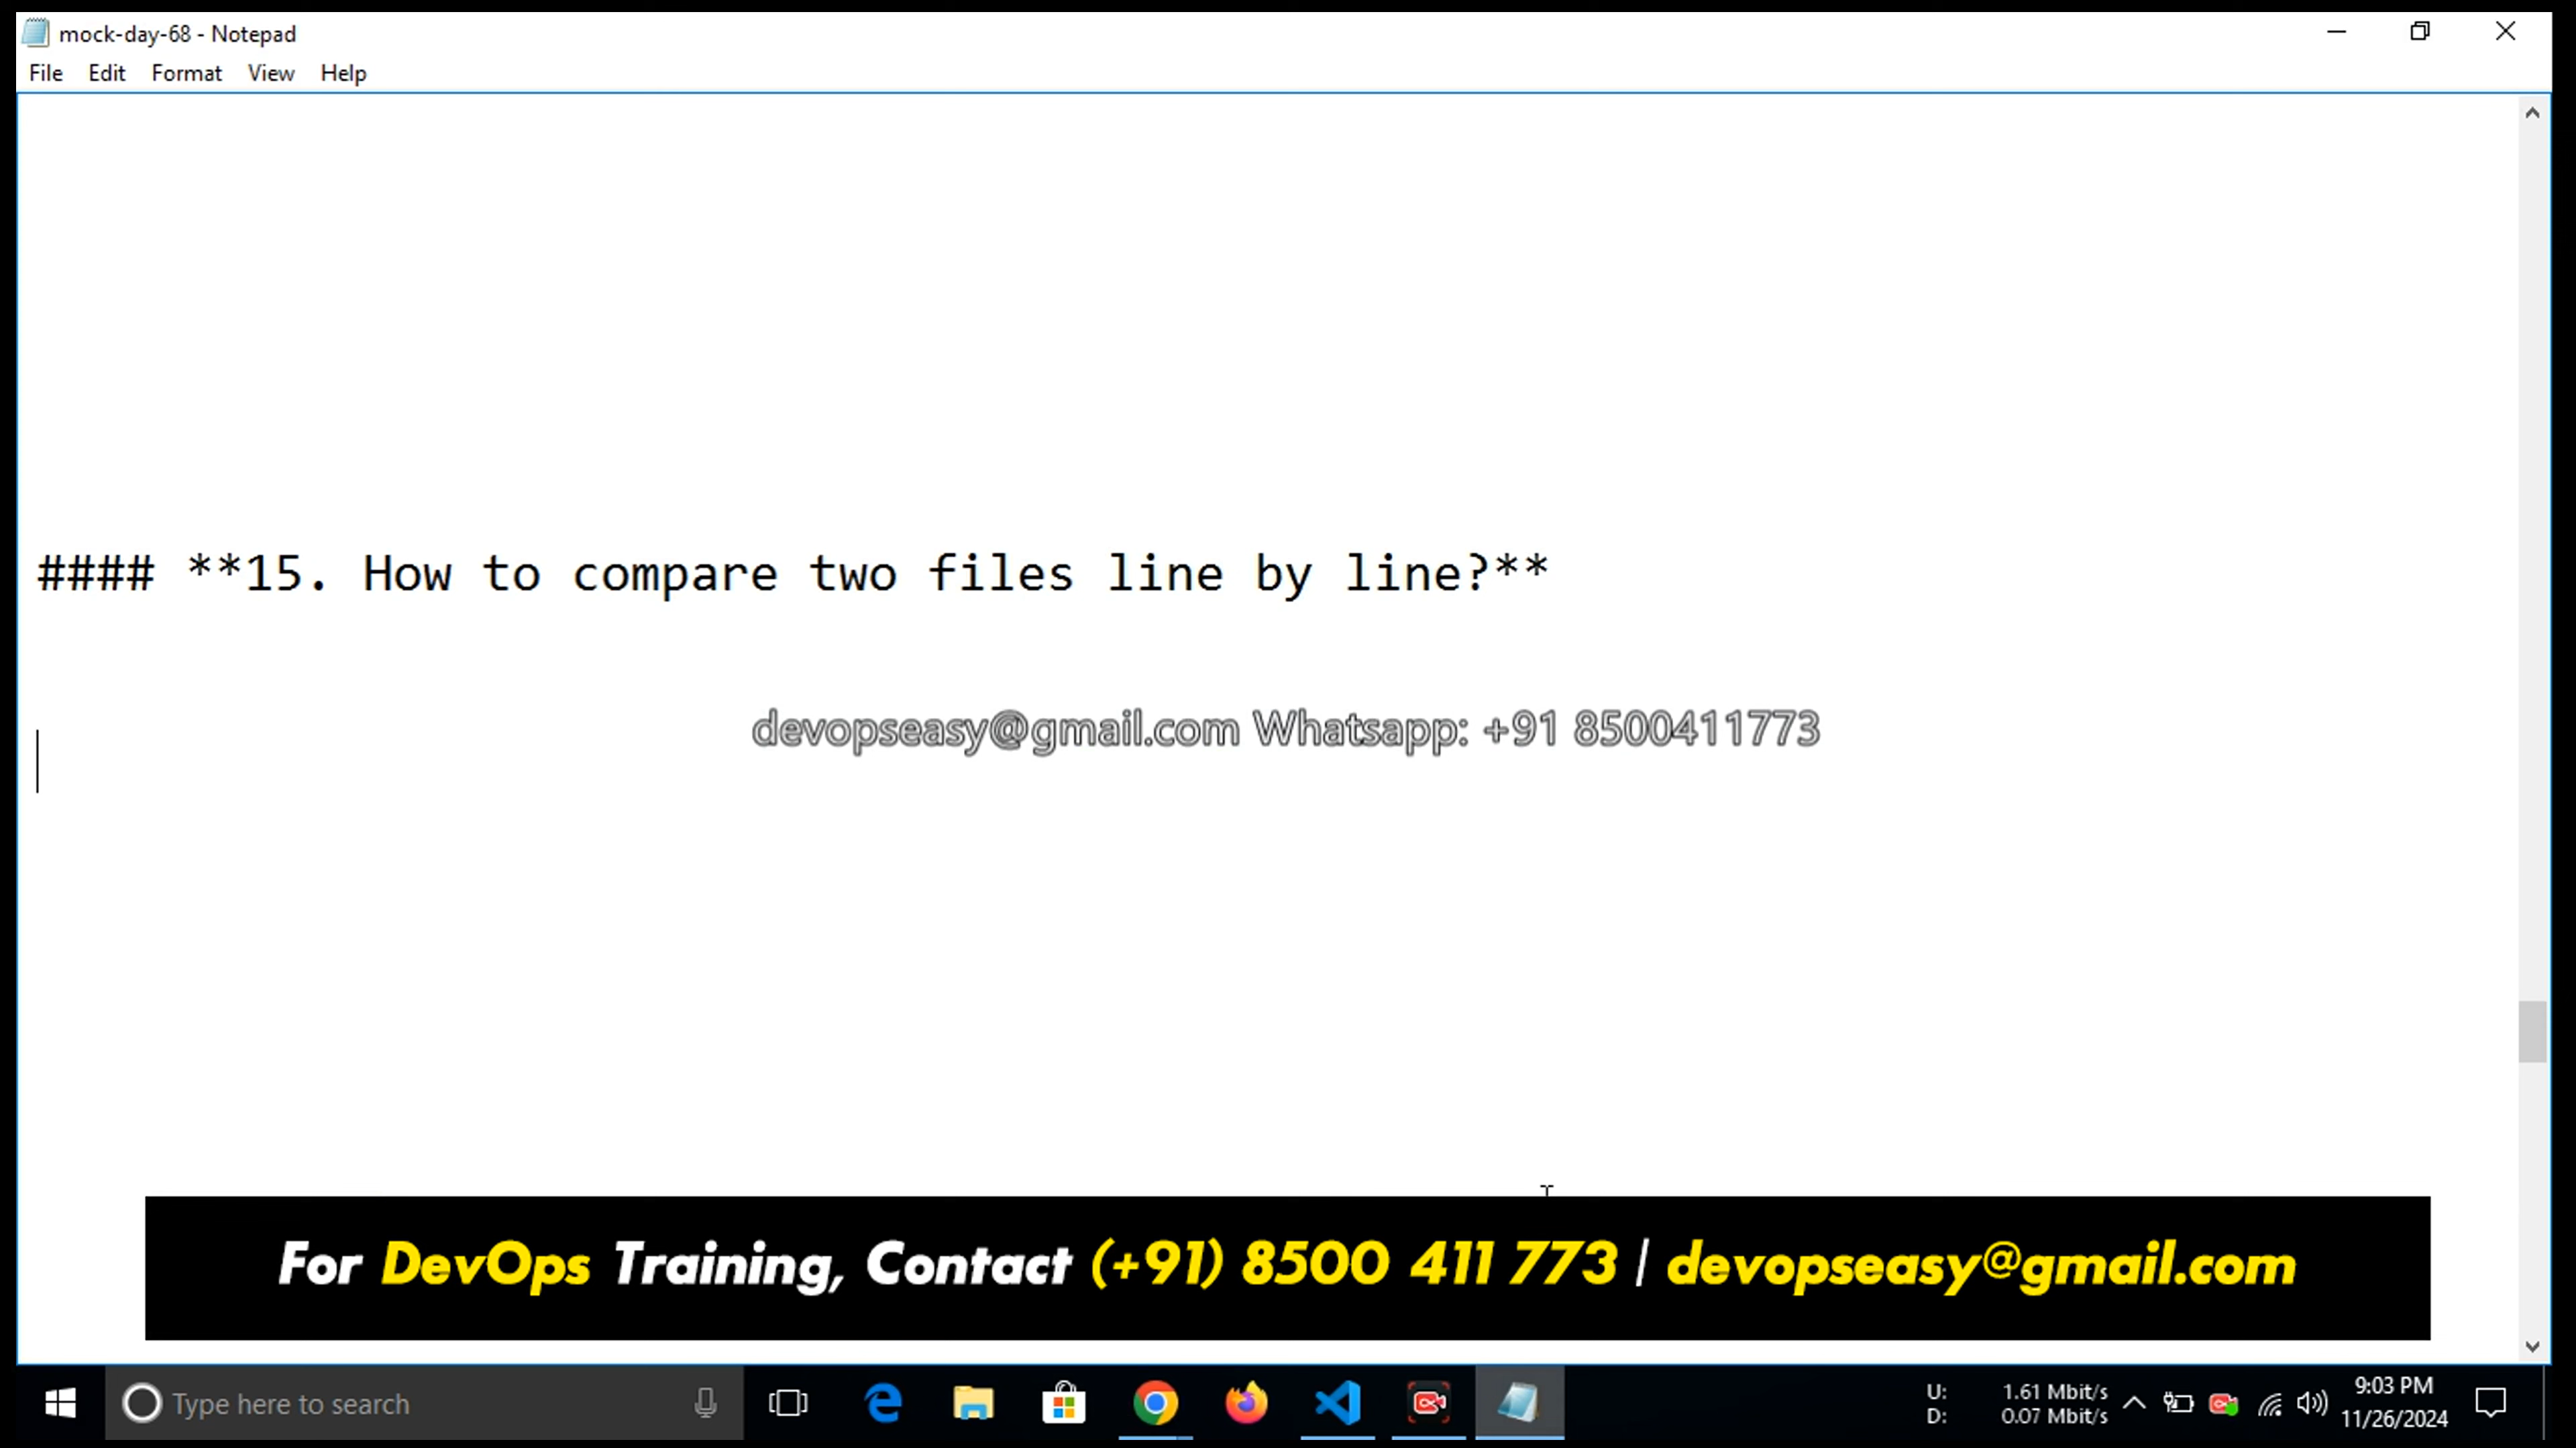 mock-day-68 - Notepad
File Edit Format View Help
#### **15. How to compare two files line by line?**
devopseasy@gmail.com Whatsapp: +91 8500411773
For DevOps Training, Contact (+91) 8500 411 773 | devopseasy@gmail.com
Type here to search
U: 1.61 Mbit/s
D: 0.07 Mbit/s
9:03 PM
11/26/2024